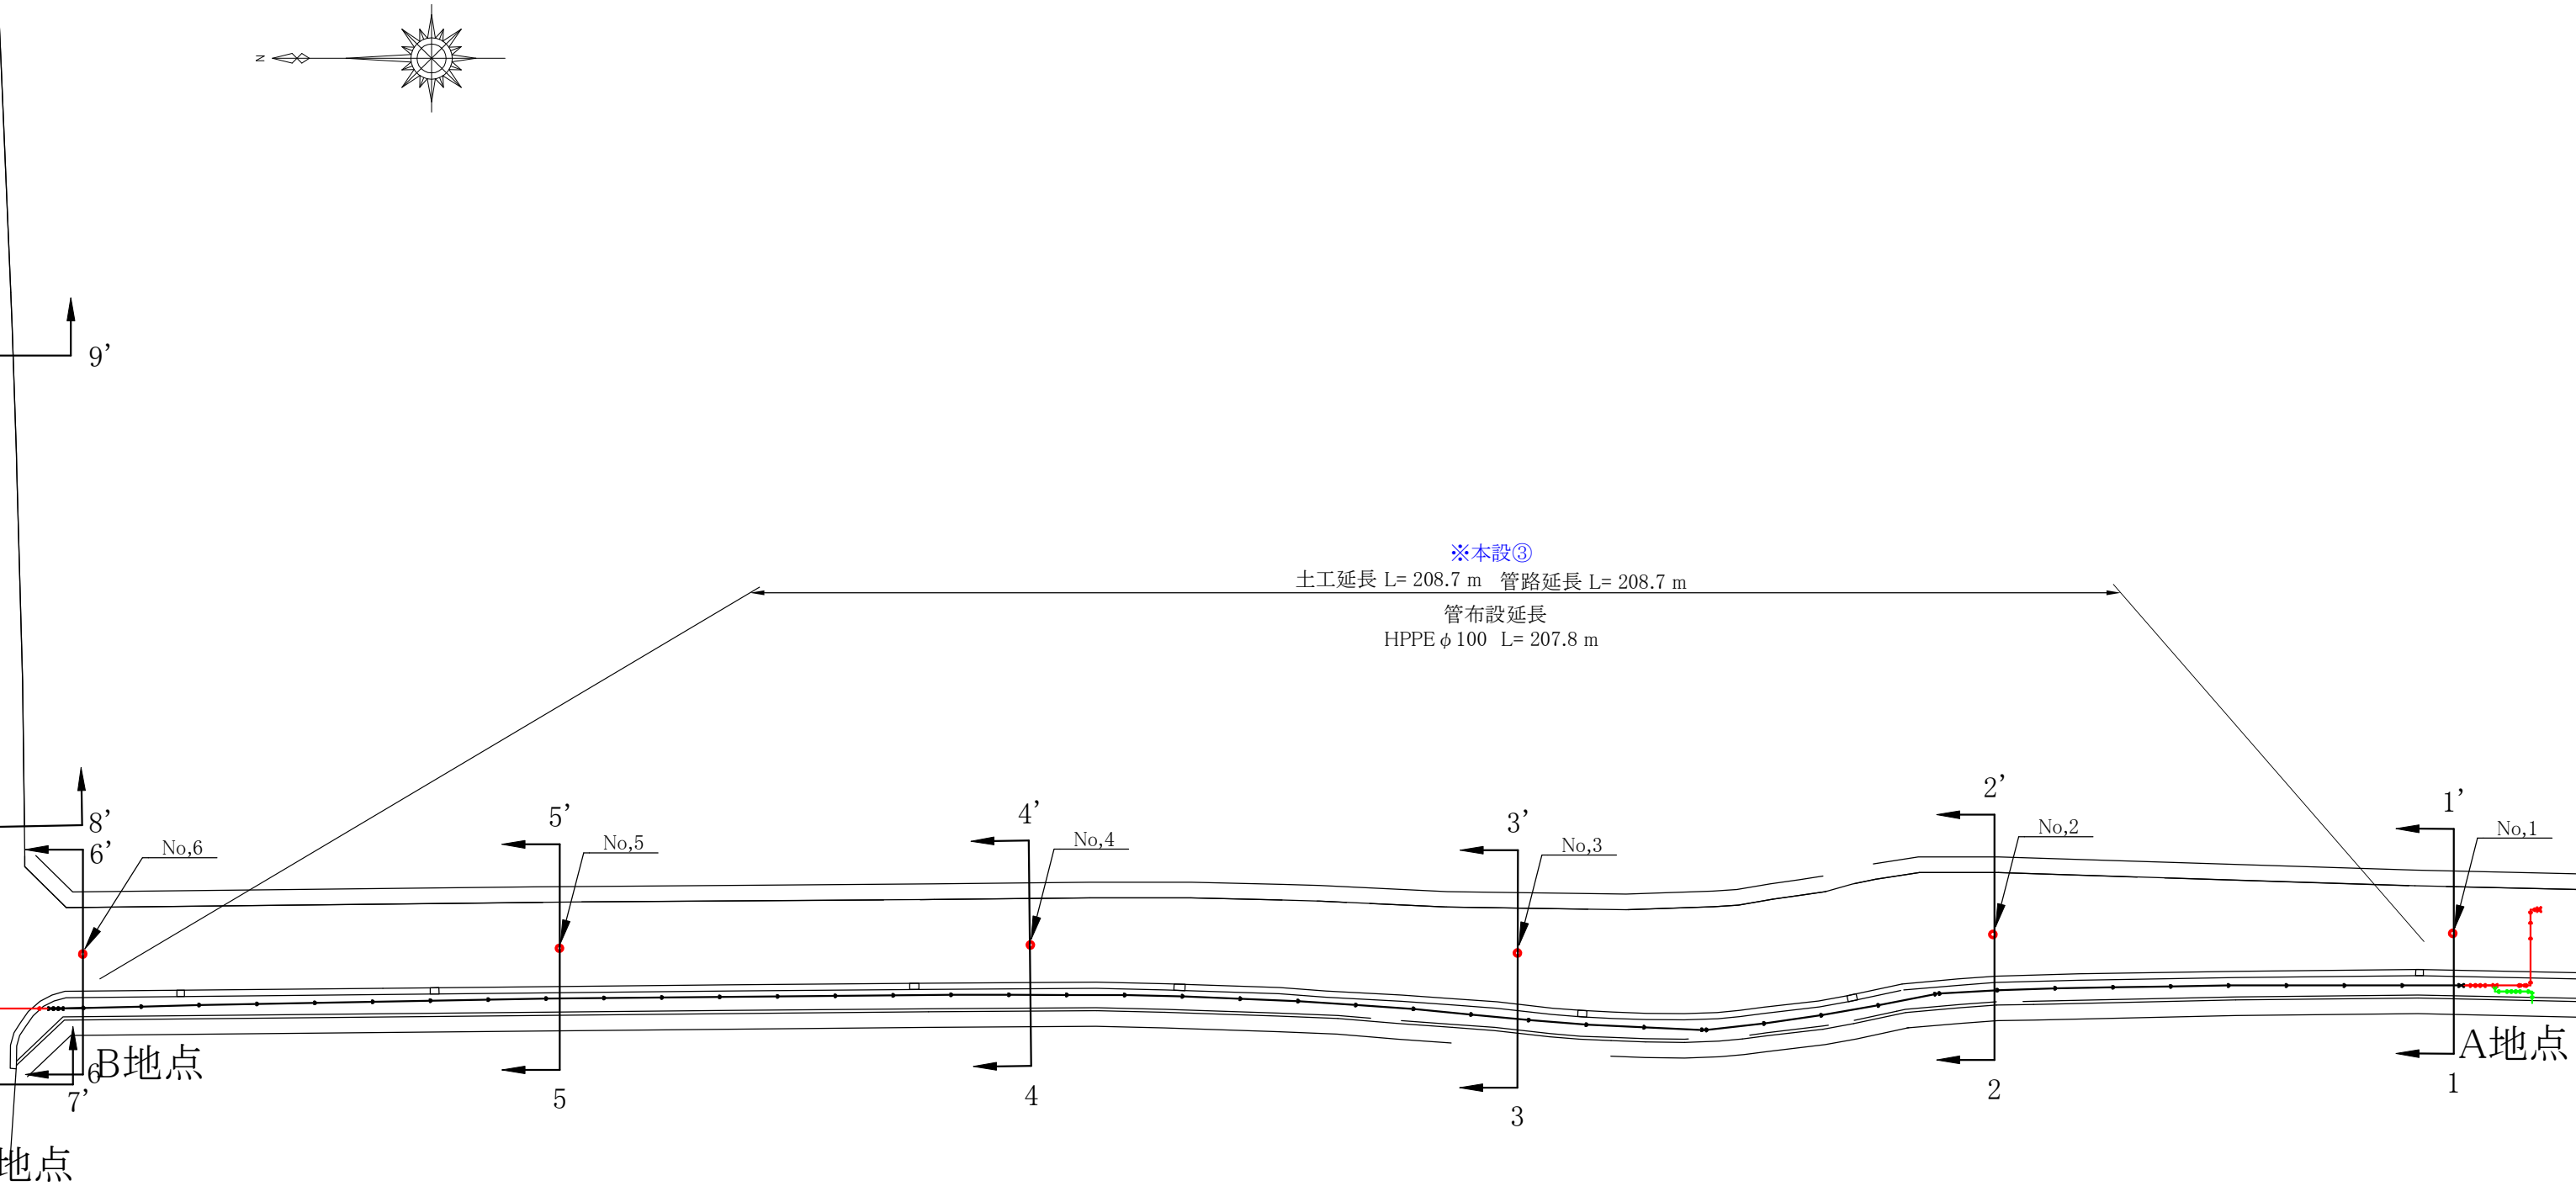 N
9'
※本設③
土工延長 L= 208.7 m 管路延長 L= 208.7 m
管布設延長
HPPEφ100 L= 207.8 m
8'
6'
No,6
5'
No,5
4'
No,4
3'
No,3
2'
No,2
1'
No,1
6
B地点
7'
5
4
3
2
A地点
1
地点